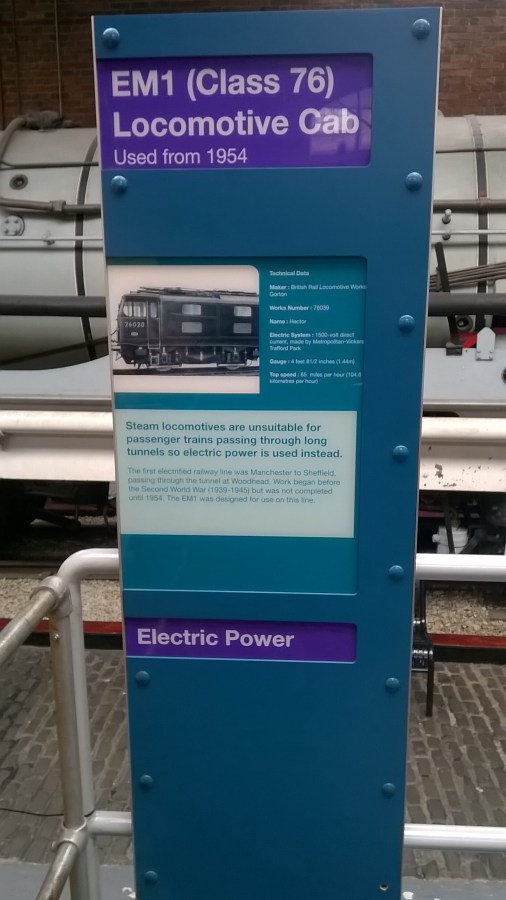 EM1 (Class 76)
Locomotive Cab
Used from 1954
26020
Technical Data
Maker : British Rail Locomotive Works
Gorton
Works Number : 76039
Name : Hector
Electric System : 1500-volt direct
current, made by Metropolitan-Vickers
Trafford Park
Gauge : 4 feet 81/2 inches (1.44m)
Top speed : 65 miles per hour (104.6
kilometres per hour)
Steam locomotives are unsuitable for
passenger trains passing through long
tunnels so electric power is used instead.
The first electrified railway line was Manchester to Sheffield,
passing through the tunnel at Woodhead. Work began before
the Second World War (1939-1945) but was not completed
until 1954. The EM1 was designed for use on this line.
Electric Power